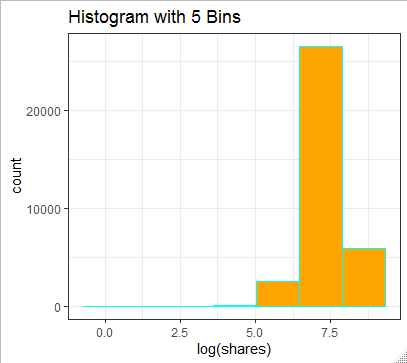 Histogram with 5 Bins
20000
10000
0
count
0.0 2.5 5.0 7.5
log(shares)